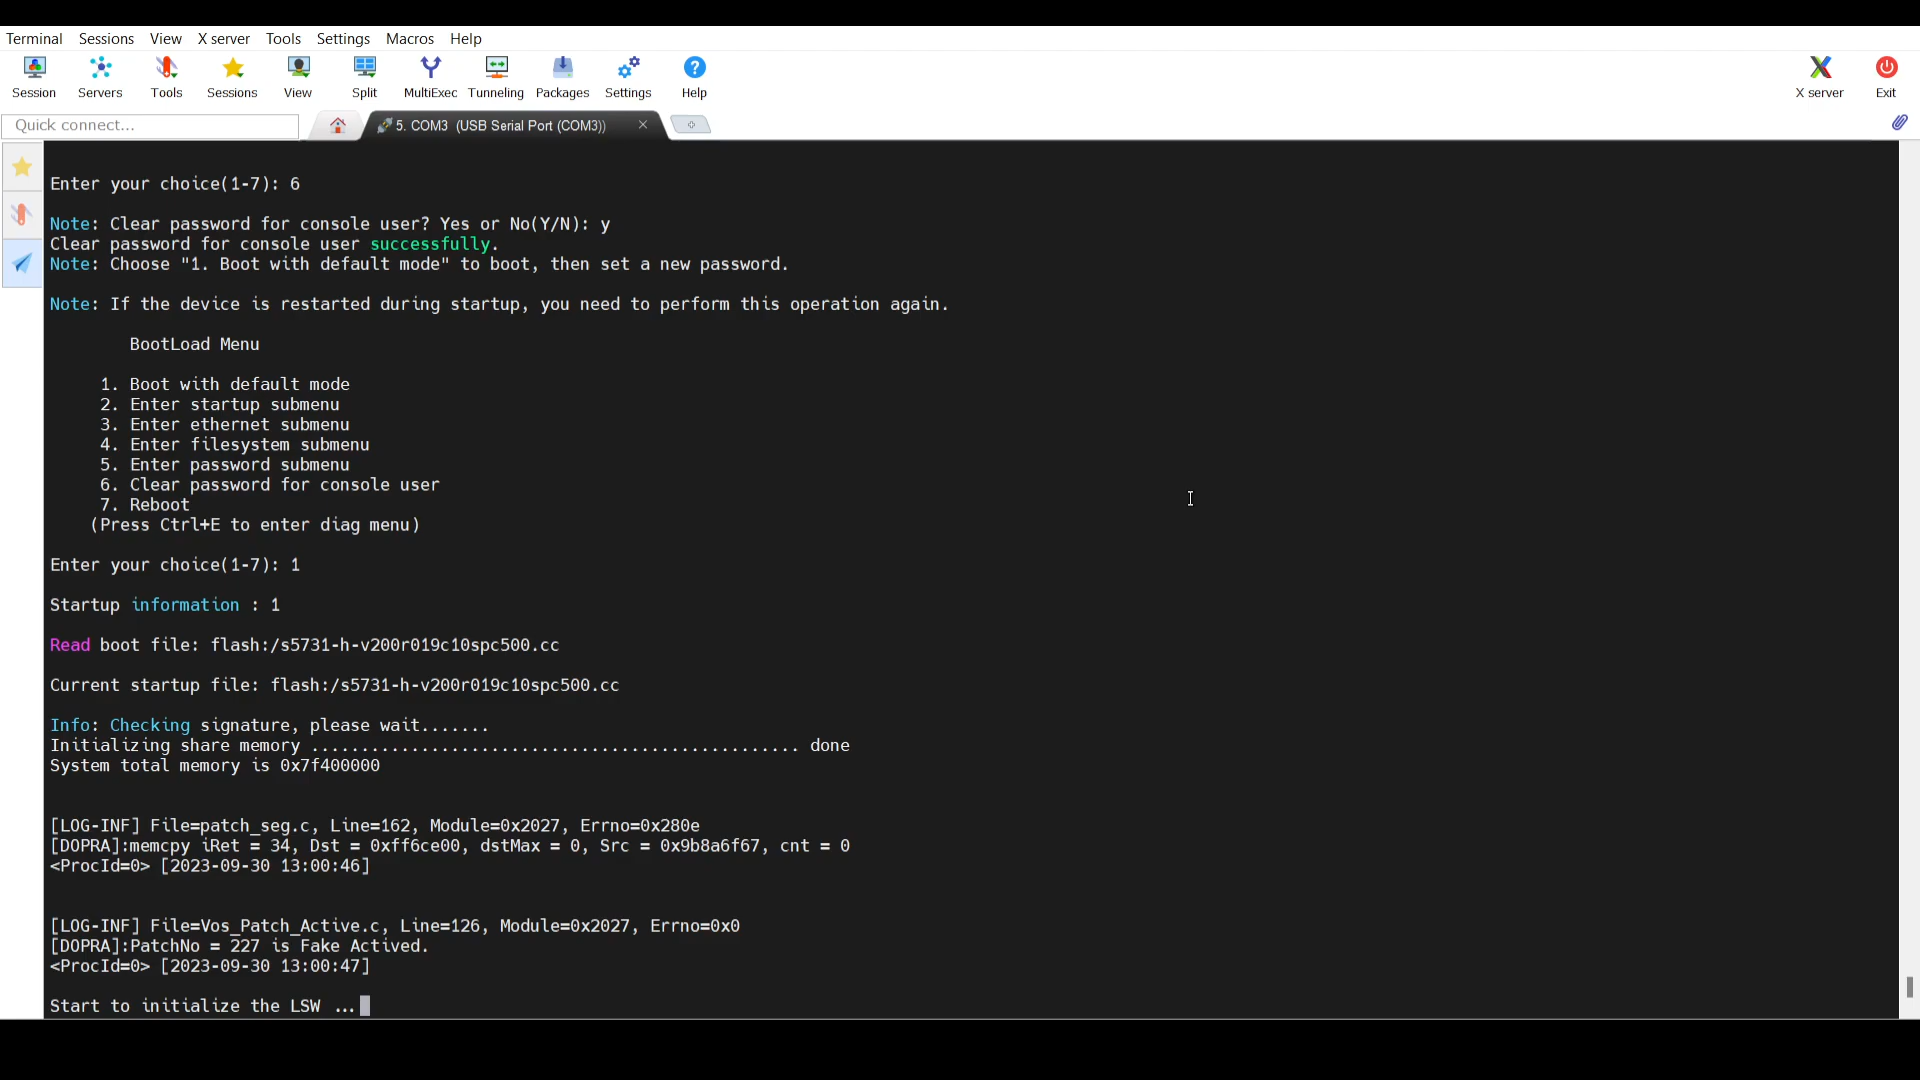 Terminal Sessions View X server Tools Settings Macros Help
Session Servers Tools Sessions View Split MultiExec Tunneling Packages Settings Help X server Exit
Quick connect... 5. COM3 (USB Serial Port (COM3))
Enter your choice(1-7): 6
Note: Clear password for console user? Yes or No(Y/N): y
Clear password for console user successfully.
Note: Choose "1. Boot with default mode" to boot, then set a new password.
Note: If the device is restarted during startup, you need to perform this operation again.
BootLoad Menu
1. Boot with default mode
2. Enter startup submenu
3. Enter ethernet submenu
4. Enter filesystem submenu
5. Enter password submenu
6. Clear password for console user
7. Reboot
(Press Ctrl+E to enter diag menu)
Enter your choice(1-7): 1
Startup information : 1
Read boot file: flash:/s5731-h-v200r019c10spc500.cc
Current startup file: flash:/s5731-h-v200r019c10spc500.cc
Info: Checking signature, please wait.......
Initializing share memory ................................................. done
System total memory is 0x7f400000
[LOG-INF] File=patch_seg.c, Line=162, Module=0x2027, Errno=0x280e
[DOPRA]:memcpy iRet = 34, Dst = 0xff6ce00, dstMax = 0, Src = 0x9b8a6f67, cnt = 0
<ProcId=0> [2023-09-30 13:00:46]
[LOG-INF] File=Vos_Patch_Active.c, Line=126, Module=0x2027, Errno=0x0
[DOPRA]:PatchNo = 227 is Fake Actived.
<ProcId=0> [2023-09-30 13:00:47]
Start to initialize the LSW ...